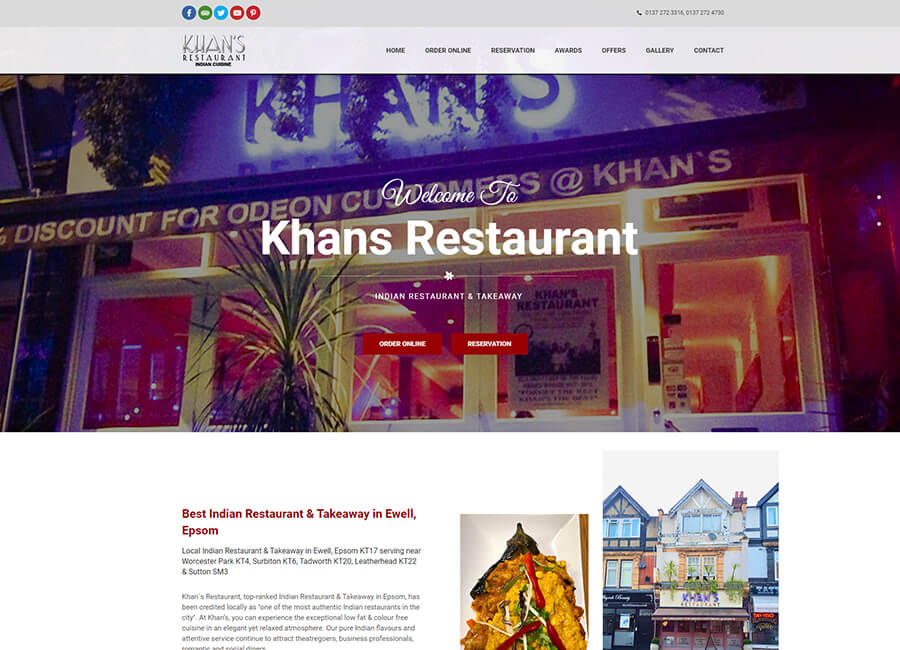 0137 272 3316, 0137 272 4730
KHAN'S
RESTAURANT
INDIAN CUISINE
HOME
ORDER ONLINE
RESERVATION
AWARDS
OFFERS
GALLERY
CONTACT
KHAN'S
% DISCOUNT FOR ODEON CUSTOMERS @ KHAN`S
Welcome To
Khans Restaurant
INDIAN RESTAURANT & TAKEAWAY
KHAN'S
RESTAURANT
ORDER ONLINE
RESERVATION
Best Indian Restaurant & Takeaway in Ewell,
Epsom
Local Indian Restaurant & Takeaway in Ewell, Epsom KT17 serving near
Worcester Park KT4, Surbiton KT6, Tadworth KT20, Leatherhead KT22
& Sutton SM3
Khan`s Restaurant, top-ranked Indian Restaurant & Takeaway in Epsom, has
been credited locally as "one of the most authentic Indian restaurants in the
city". At Khan's, you can experience the exceptional low fat & colour free
cuisine in an elegant yet relaxed atmosphere. Our pure Indian flavours and
attentive service continue to attract theatregoers, business professionals,
romantic and social diners
KHAN'S
RESTAURANT